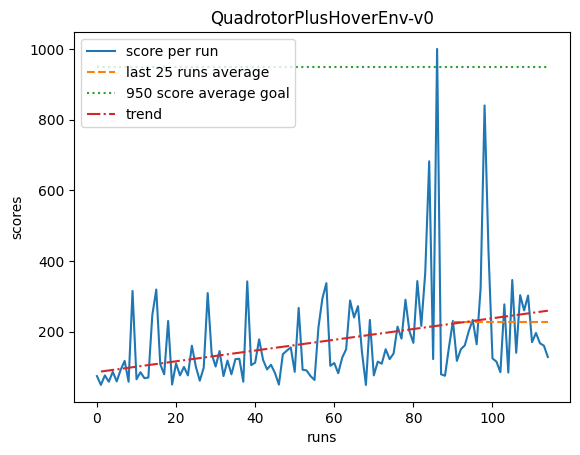 QuadrotorPlusHoverEnv-v0
score per run
last 25 runs average
950 score average goal
trend
1000
800
600
400
200
scores
0 20 40 60 80 100
runs